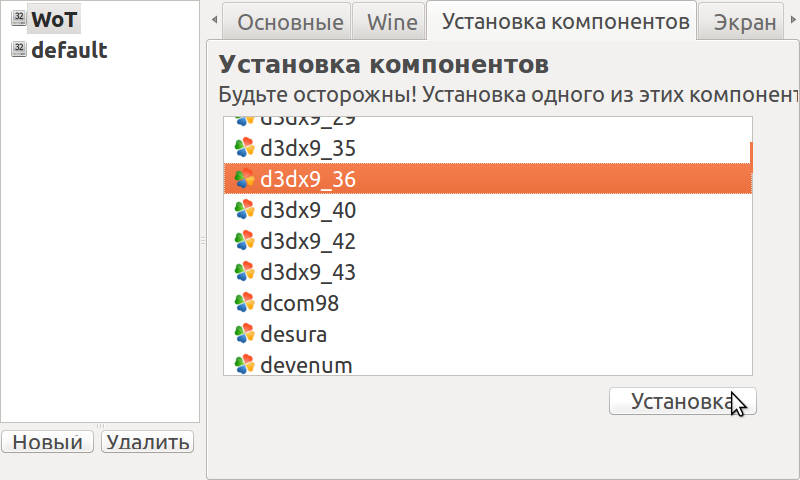 32 WoT
32 default
Основные
Wine
Установка компонентов
Экран
Установка компонентов
Будьте осторожны! Установка одного из этих компонент
d3dx9_29
d3dx9_35
d3dx9_36
d3dx9_40
d3dx9_42
d3dx9_43
dcom98
desura
devenum
Установка
Новый
Удалить